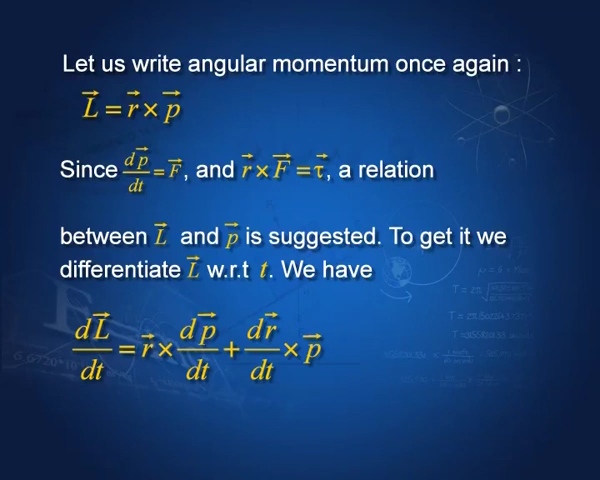 Let us write angular momentum once again :
L⃗ = r⃗ × p⃗
Since dp⃗/dt = F⃗, and r⃗ × F⃗ = τ⃗, a relation
between L⃗ and p⃗ is suggested. To get it we
differentiate L⃗ w.r.t t. We have
dL⃗/dt = r⃗ × dp⃗/dt + dr⃗/dt × p⃗